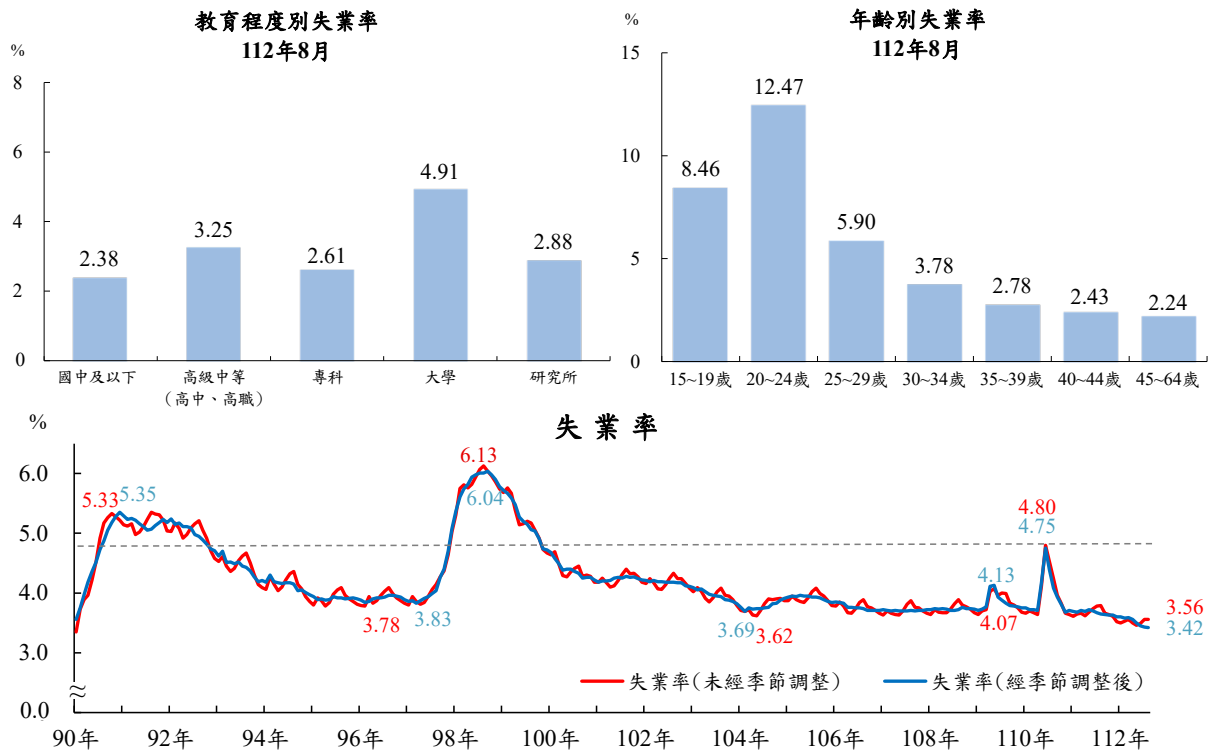 教育程度別失業率
112年8月
%
8
6
4
2
0
2.38
3.25
2.61
4.91
2.88
國中及以下
高級中等
(高中、高職)
專科
大學
研究所
年齡別失業率
112年8月
%
15
10
5
0
8.46
12.47
5.90
3.78
2.78
2.43
2.24
15~19歲
20~24歲
25~29歲
30~34歲
35~39歲
40~44歲
45~64歲
失業率
%
6.0
5.0
4.0
3.0
0.0
5.33
5.35
3.78
3.83
6.13
6.04
3.69
3.62
4.13
4.07
4.80
4.75
3.56
3.42
失業率(未經季節調整)
失業率(經季節調整後)
90年
92年
94年
96年
98年
100年
102年
104年
106年
108年
110年
112年